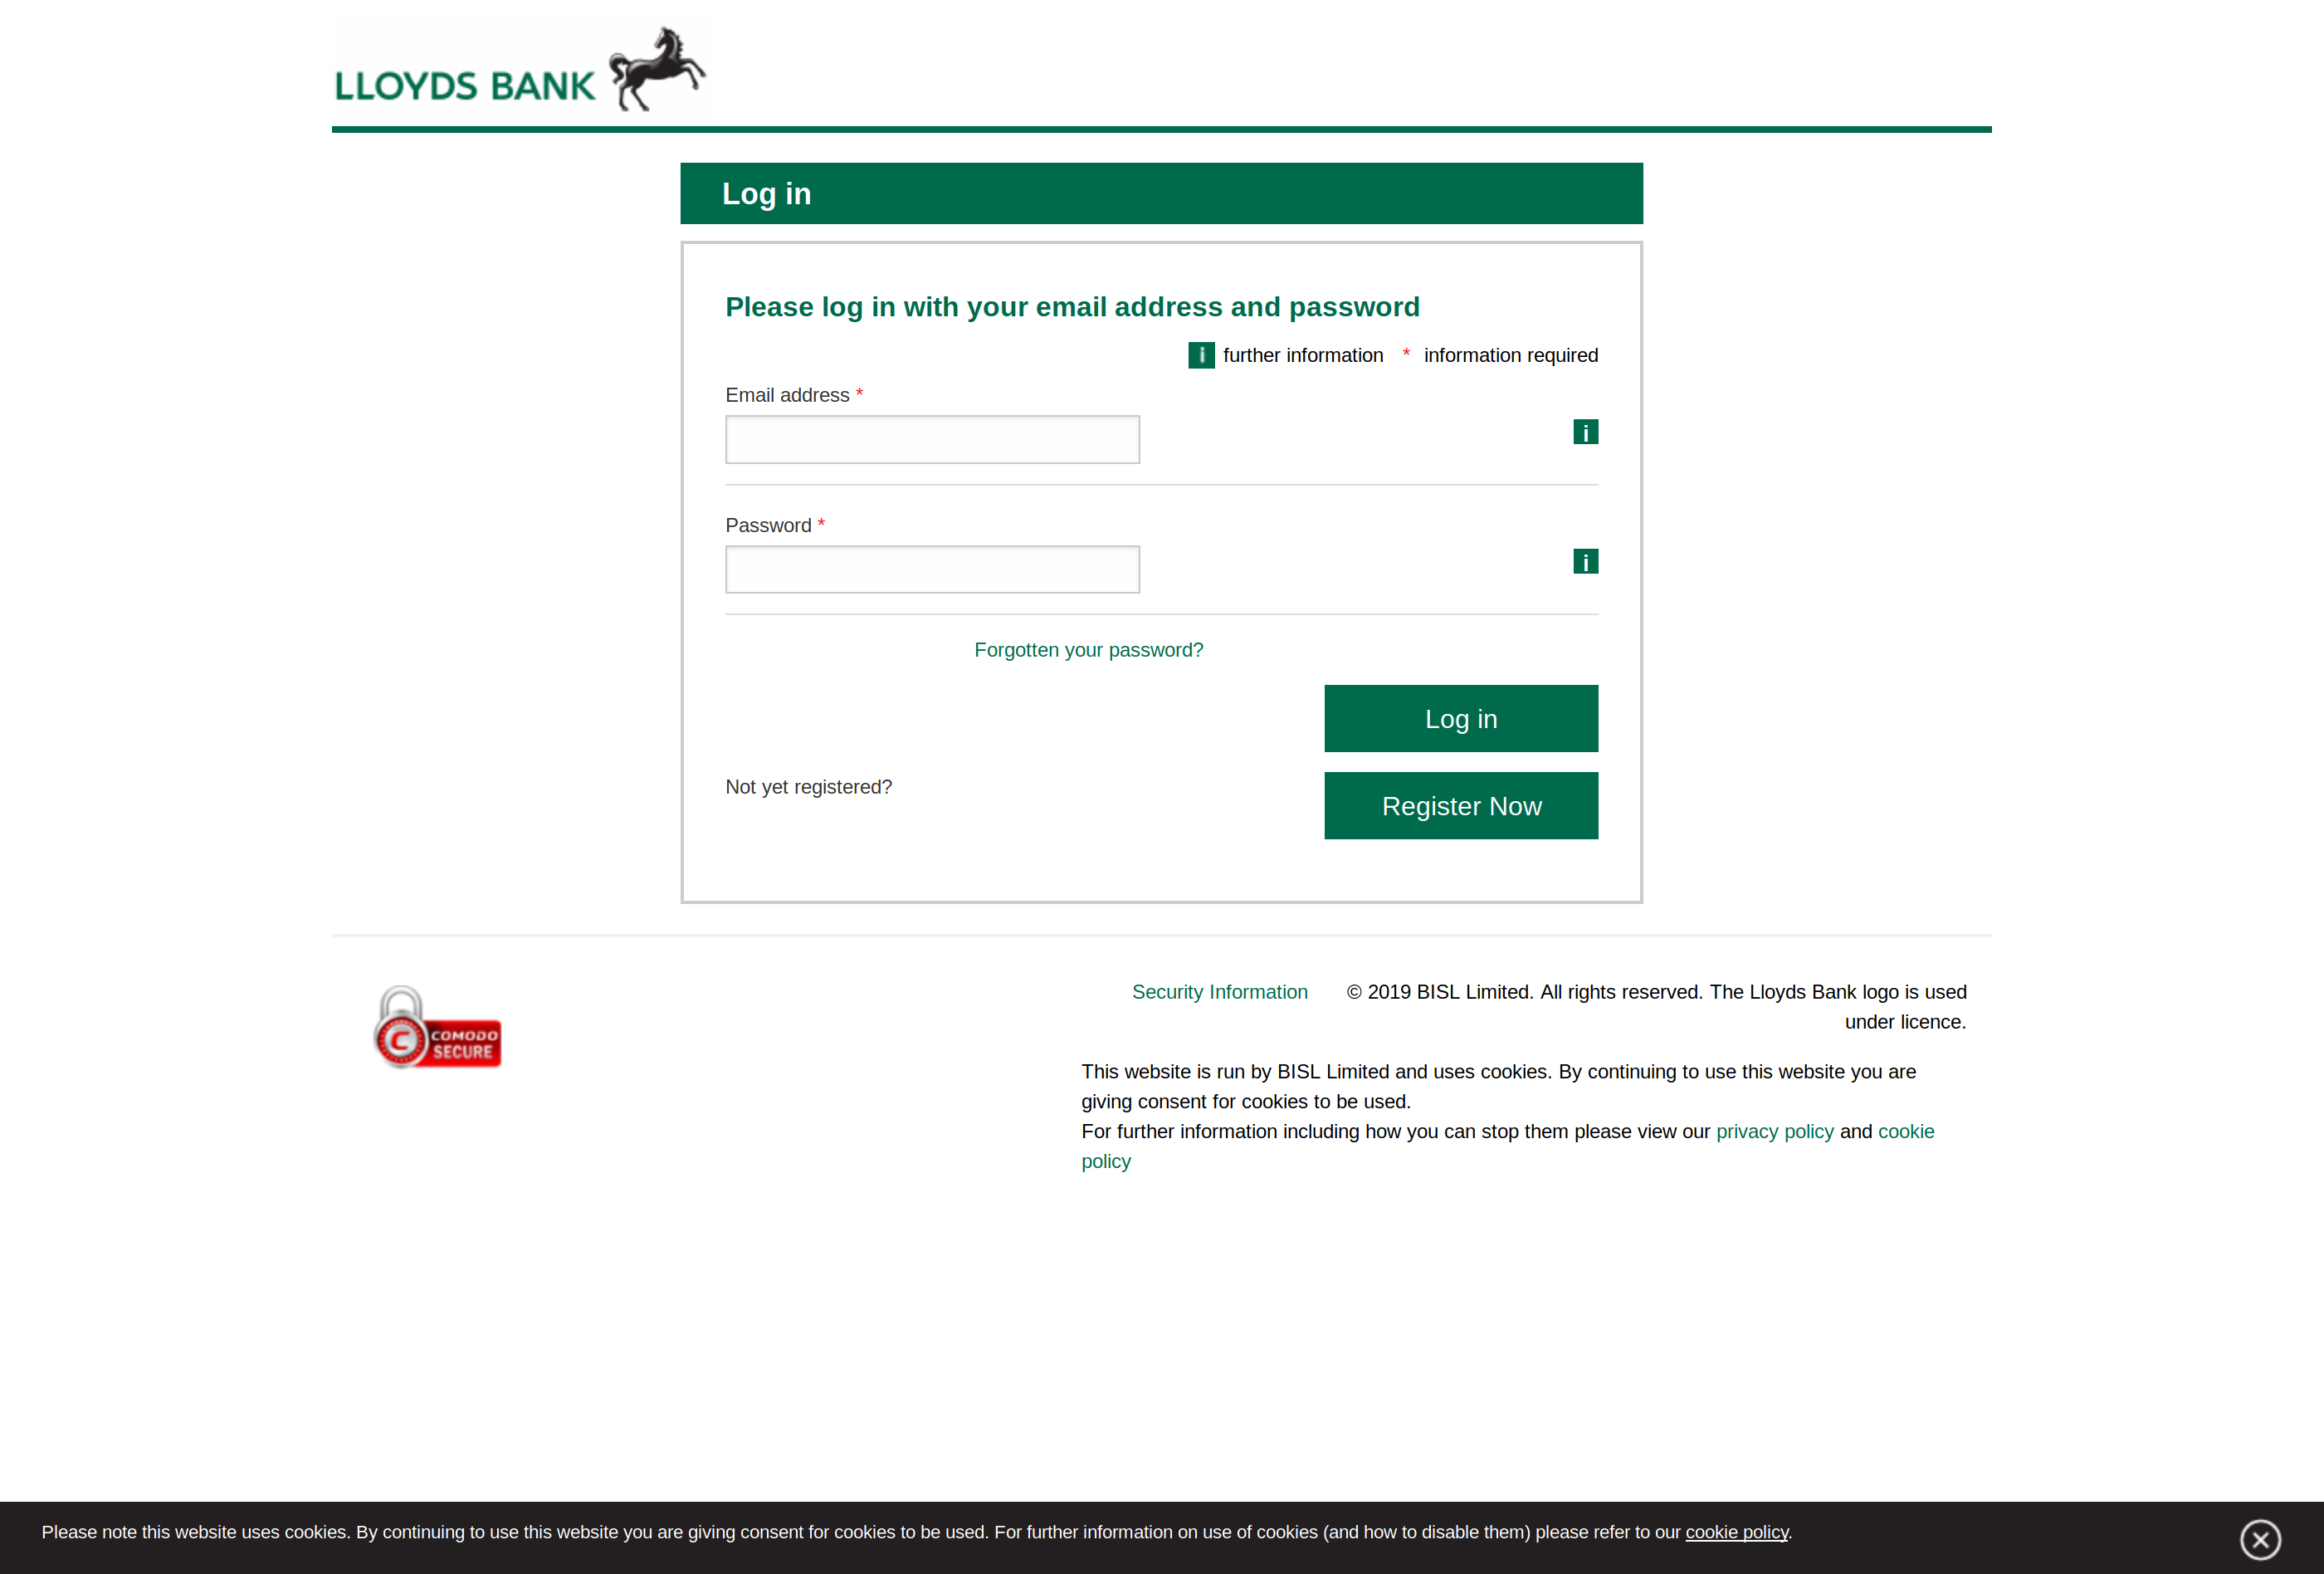 LLOYDS BANK
Log in
Please log in with your email address and password
i further information * information required
Email address *
i
Password *
i
Forgotten your password?
Log in
Not yet registered?
Register Now
C COMODO
SECURE
Security Information © 2019 BISL Limited. All rights reserved. The Lloyds Bank logo is used
under licence.
This website is run by BISL Limited and uses cookies. By continuing to use this website you are
giving consent for cookies to be used.
For further information including how you can stop them please view our privacy policy and cookie
policy
Please note this website uses cookies. By continuing to use this website you are giving consent for cookies to be used. For further information on use of cookies (and how to disable them) please refer to our cookie policy.